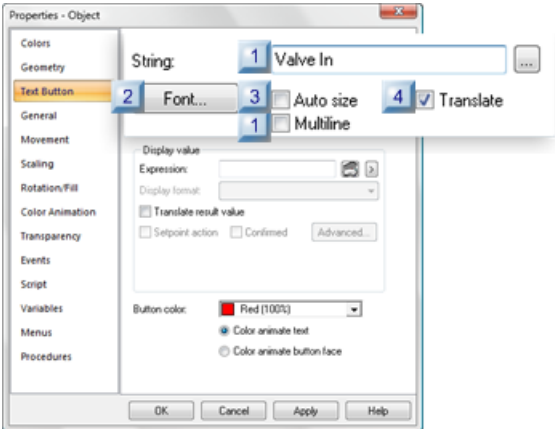 Properties - Object
Colors
Geometry
Text Button
General
Movement
Scaling
Rotation/Fill
Color Animation
Transparency
Events
Script
Variables
Menus
Procedures
String: 1 Valve In ...
2 Font... 3 Auto size 4 Translate
1 Multiline
Display value
Expression: >
Display format:
Translate result value
Setpoint action Confirmed Advanced...
Button color: Red (100%)
Color animate text
Color animate button face
OK Cancel Apply Help